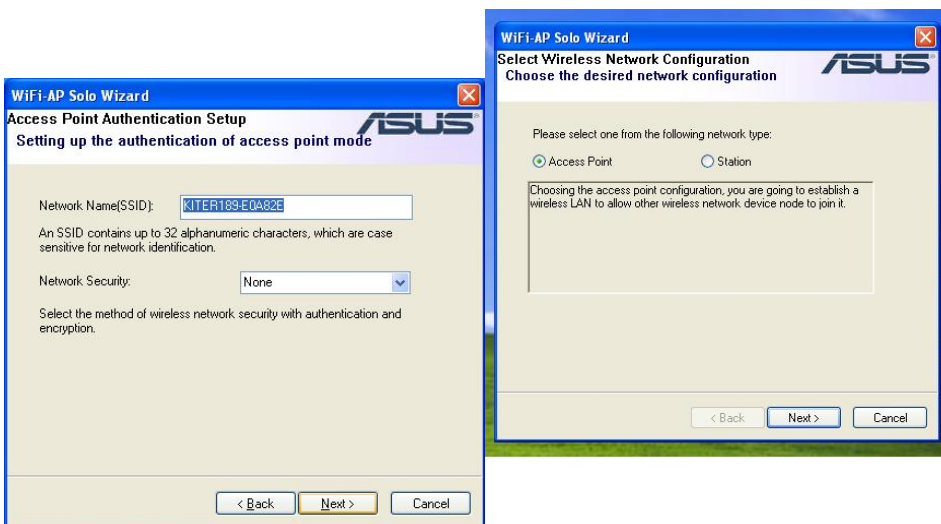 WiFi-AP Solo Wizard
Access Point Authentication Setup
Setting up the authentication of access point mode
ASUS
Network Name(SSID):
KITER189-E0A82E
An SSID contains up to 32 alphanumeric characters, which are case
sensitive for network identification.
Network Security:
None
Select the method of wireless network security with authentication and
encryption.
< Back
Next >
Cancel
WiFi-AP Solo Wizard
Select Wireless Network Configuration
Choose the desired network configuration
ASUS
Please select one from the following network type:
Access Point
Station
Choosing the access point configuration, you are going to establish a
wireless LAN to allow other wireless network device node to join it.
< Back
Next >
Cancel